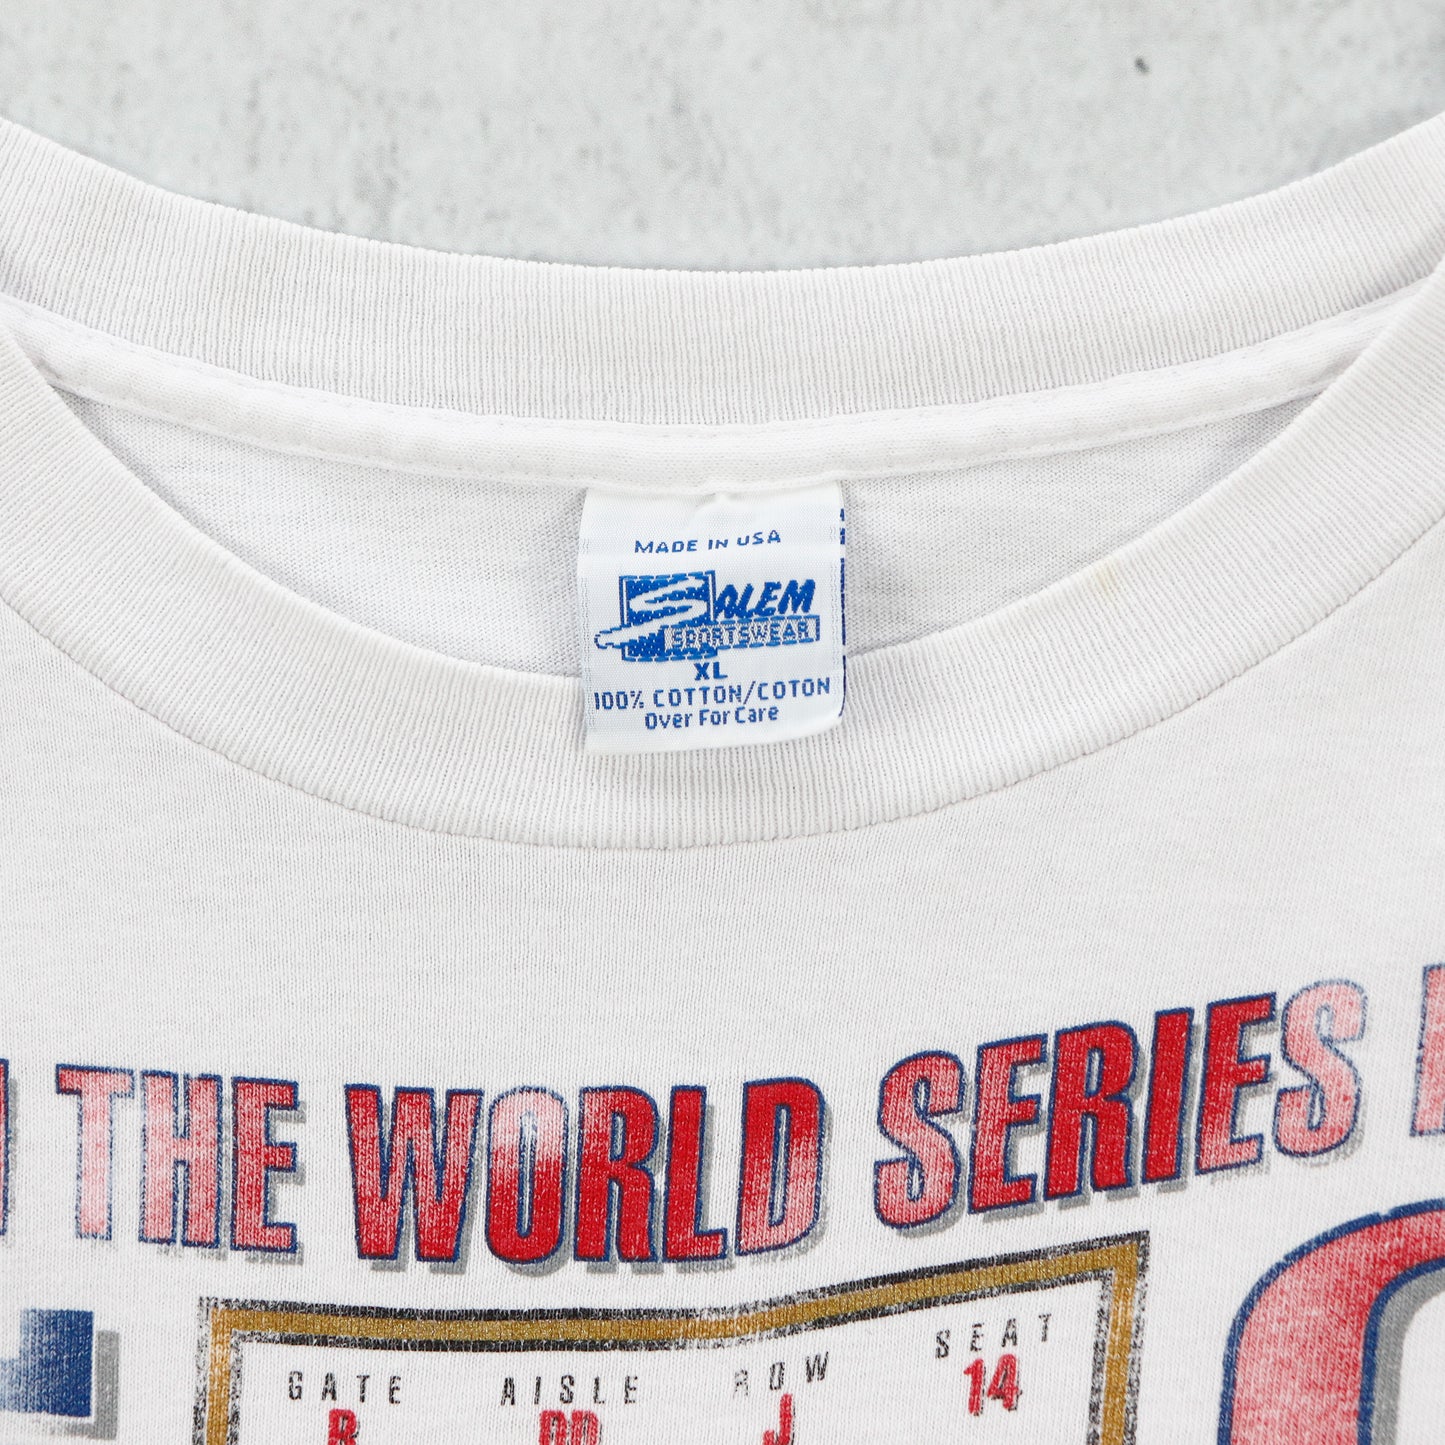 MADE IN USA
SALEM
SPORTSWEAR
XL
100% COTTON/COTON
Over For Care
THE WORLD SERIES
GATE AISLE ROW SEAT
B DD J 14